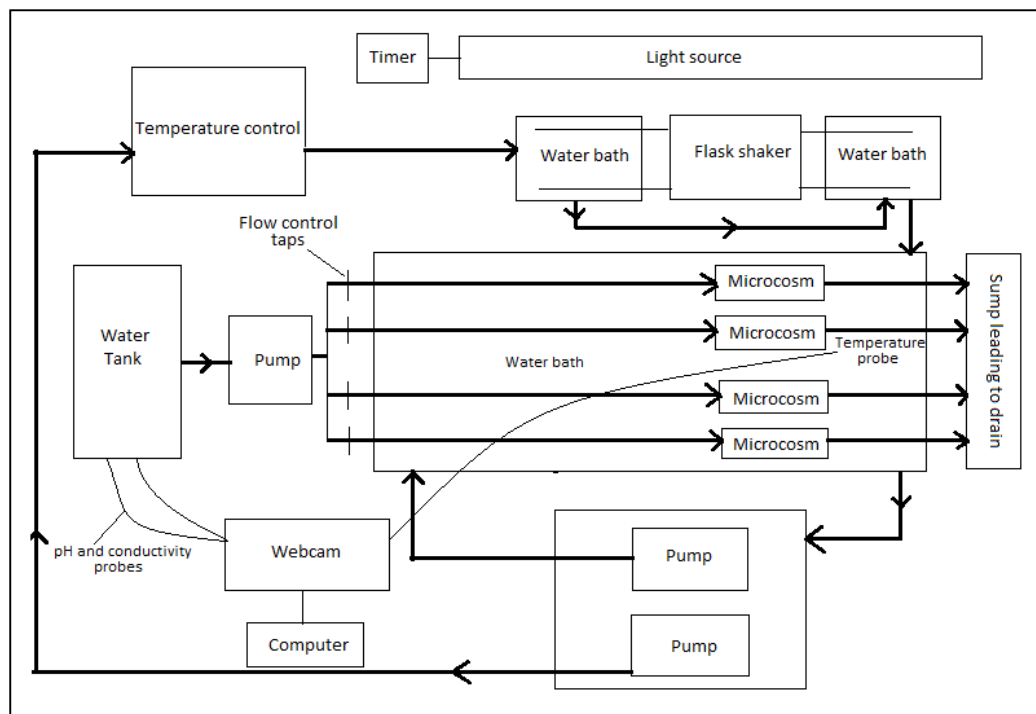 Timer
Light source
Temperature control
Water bath
Flask shaker
Water bath
Flow control
taps
Microcosm
Water
Tank
Pump
Microcosm
Water bath
Temperature
probe
Microcosm
Microcosm
Sump leading to drain
pH and conductivity
probes
Webcam
Pump
Computer
Pump